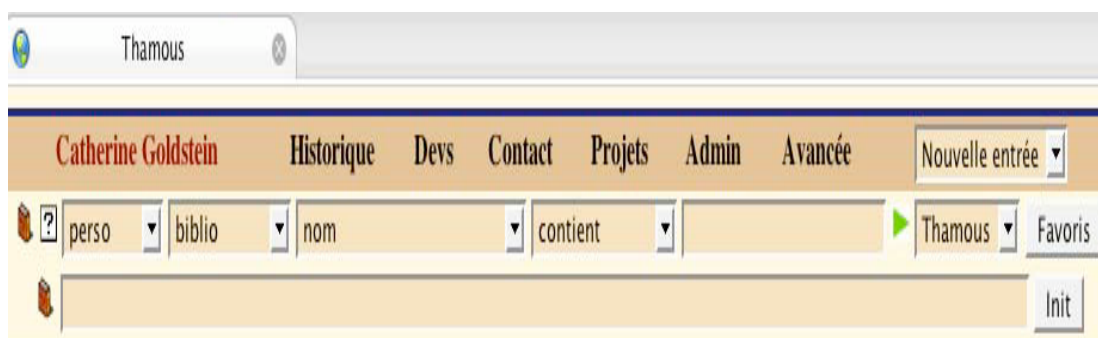 Thamous
Catherine Goldstein Historique Devs Contact Projets Admin Avancée Nouvelle entrée
? perso biblio nom contient Thamous Favoris
Init